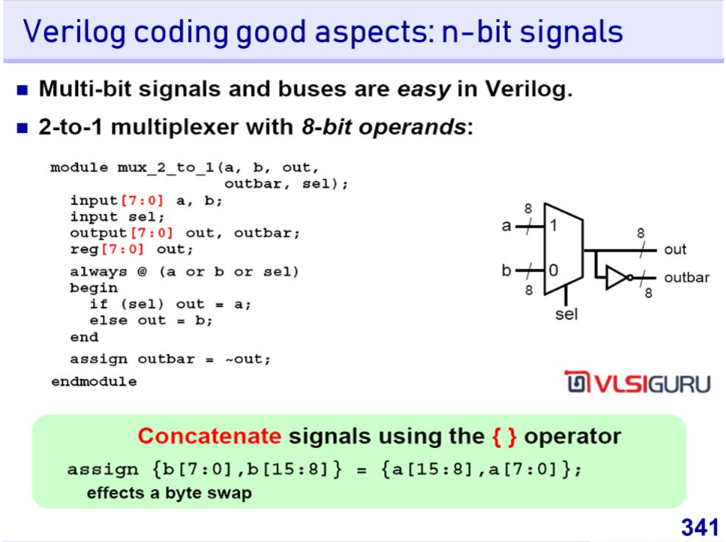 Verilog coding good aspects: n-bit signals
Multi-bit signals and buses are easy in Verilog.
2-to-1 multiplexer with 8-bit operands:
module mux_2_to_1(a, b, out,
outbar, sel);
input[7:0] a, b;
input sel;
output[7:0] out, outbar;
reg[7:0] out;
always @ (a or b or sel)
begin
if (sel) out = a;
else out = b;
end
assign outbar = ~out;
endmodule
8
a
1
8
out
b
0
outbar
8
8
sel
VLSIGURU
Concatenate signals using the { } operator
assign {b[7:0],b[15:8]} = {a[15:8],a[7:0]};
effects a byte swap
341